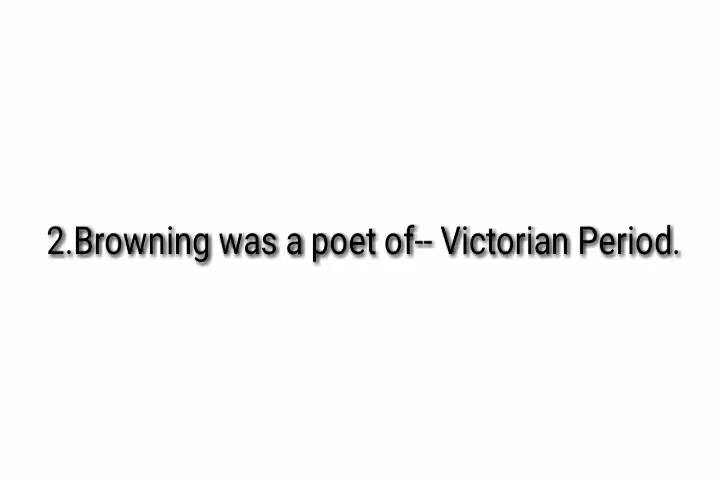 2.Browning was a poet of-- Victorian Period.